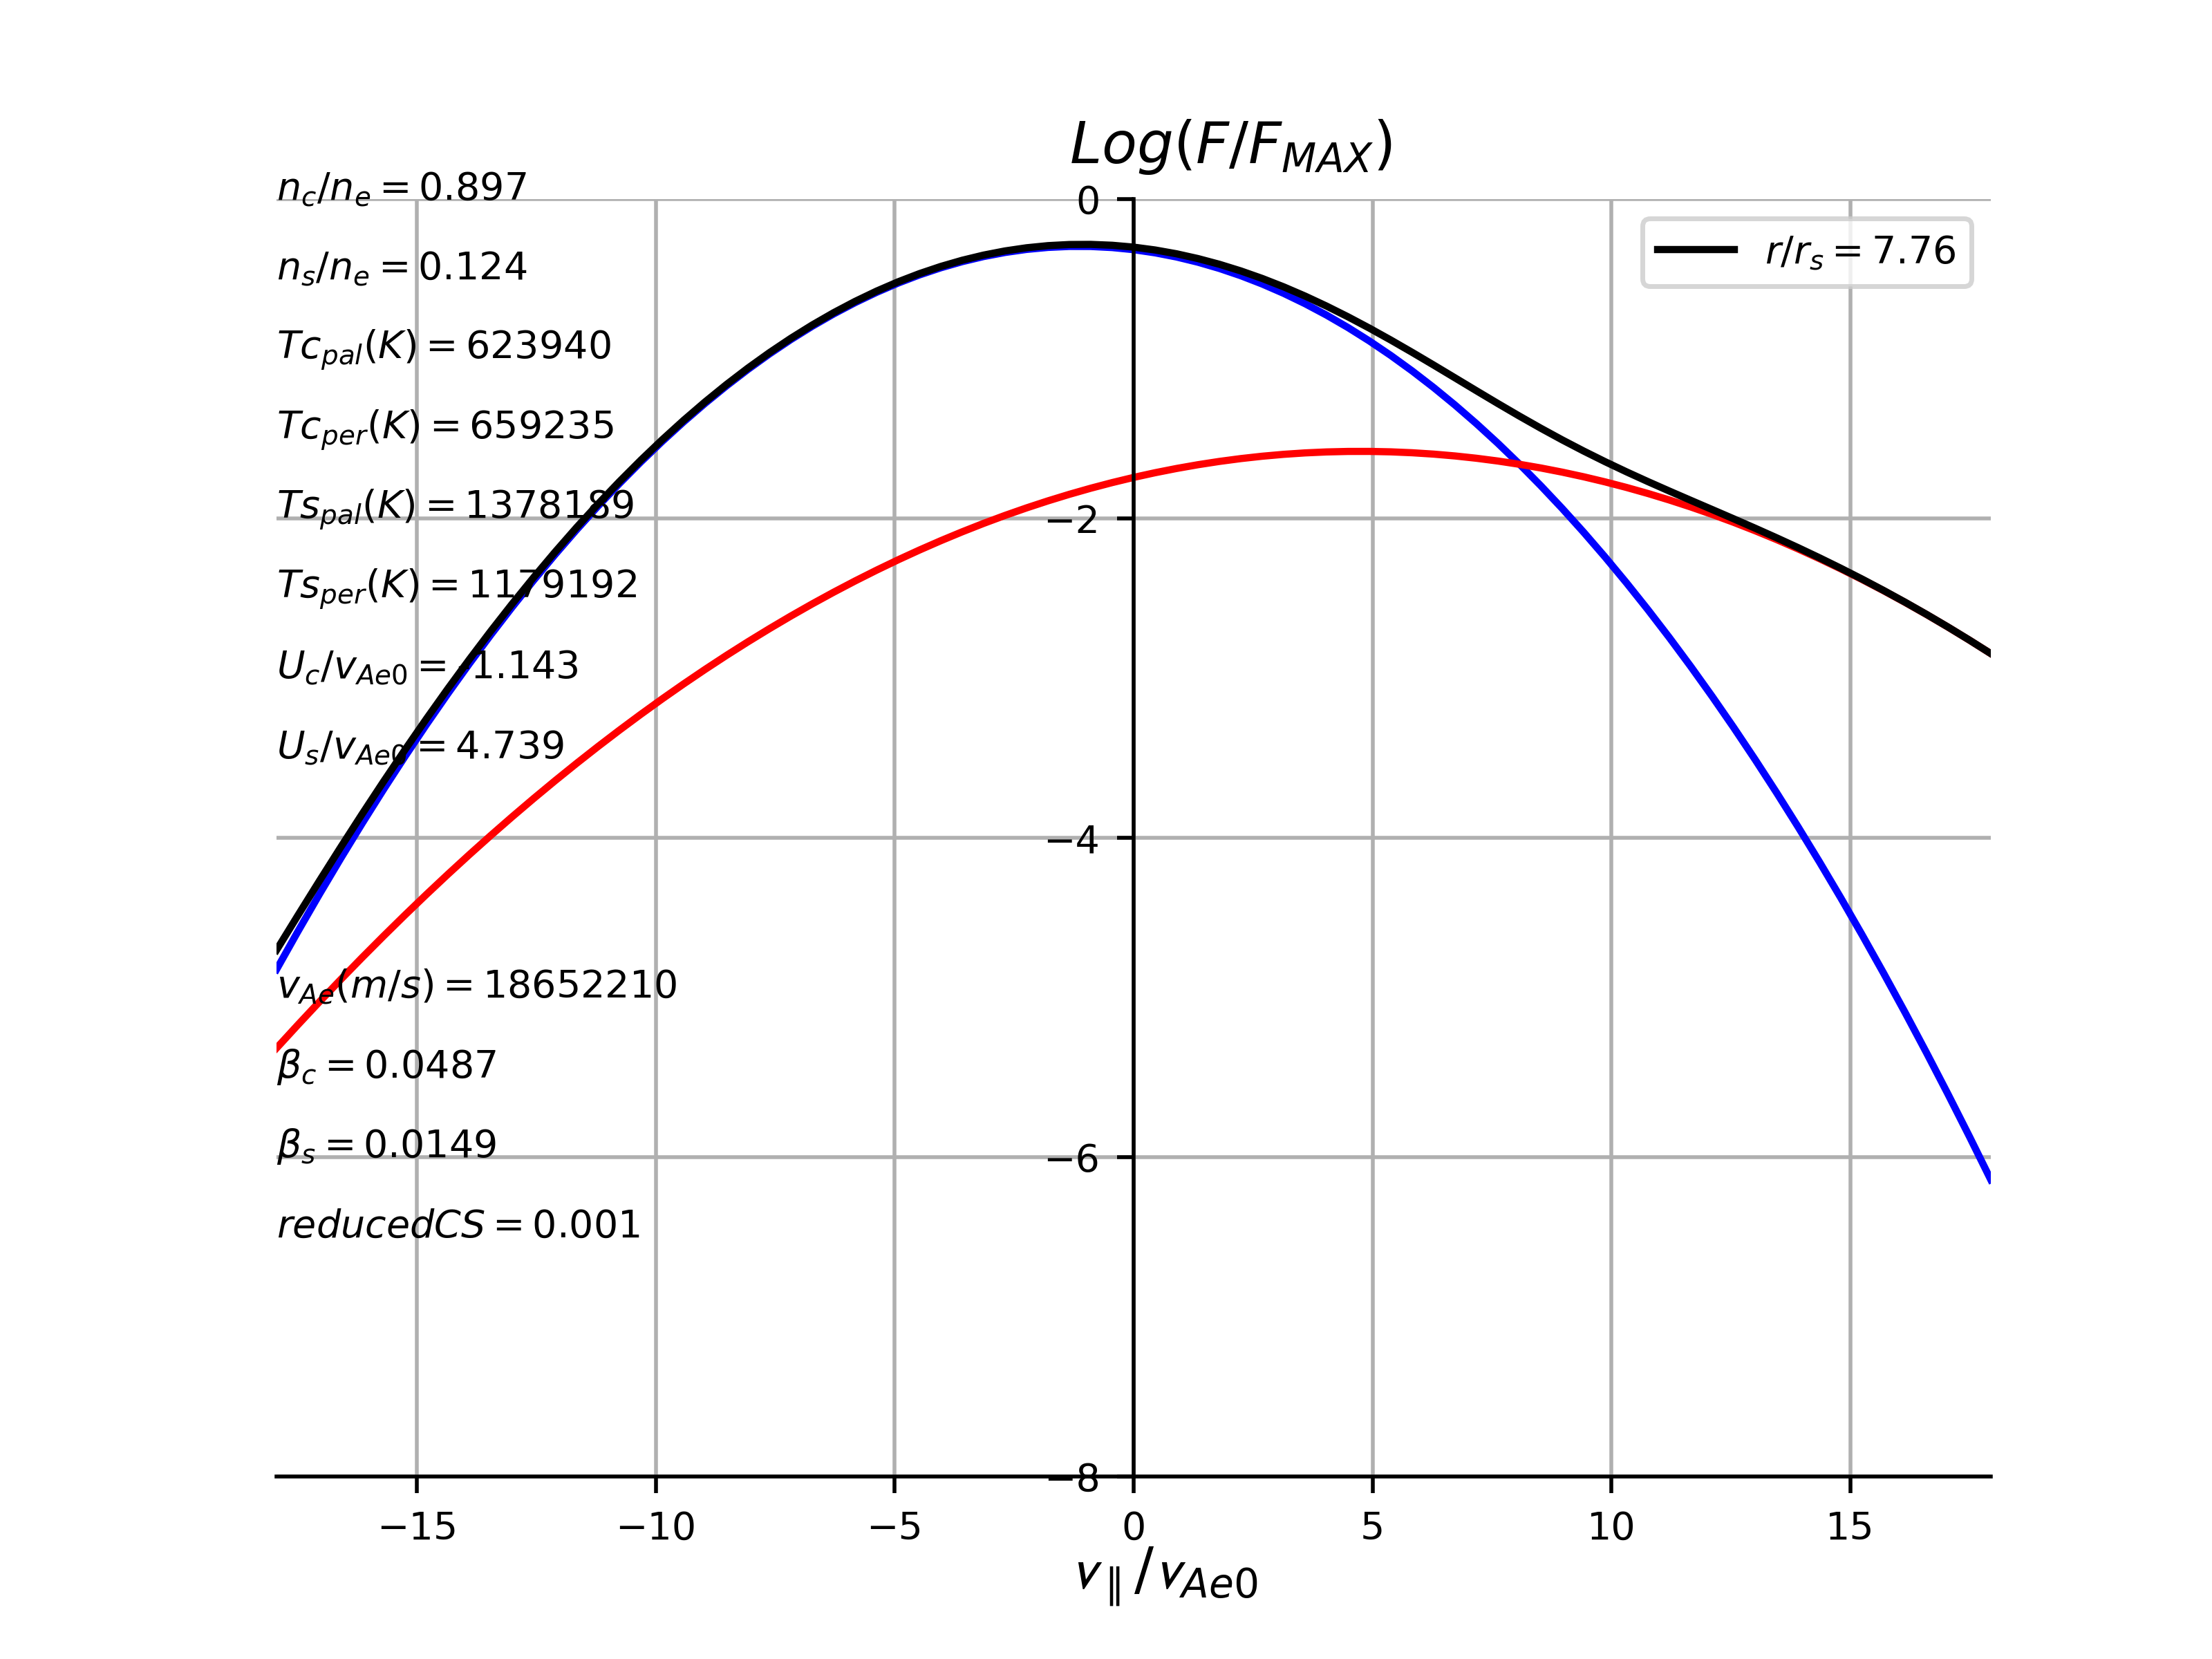 Log(F/F_MAX)
n_c/n_e = 0.897
n_s/n_e = 0.124
Tc_pal(K) = 623940
Tc_per(K) = 659235
Ts_pal(K) = 1378189
Ts_per(K) = 1179192
U_c/v_Ae0 = -1.143
U_s/v_Ae0 = 4.739
v_Ae(m/s) = 18652210
β_c = 0.0487
β_s = 0.0149
reducedCS = 0.001
r/r_s = 7.76
0
−2
−4
−6
−8
−15 −10 −5 0 5 10 15
v_∥/v_Ae0